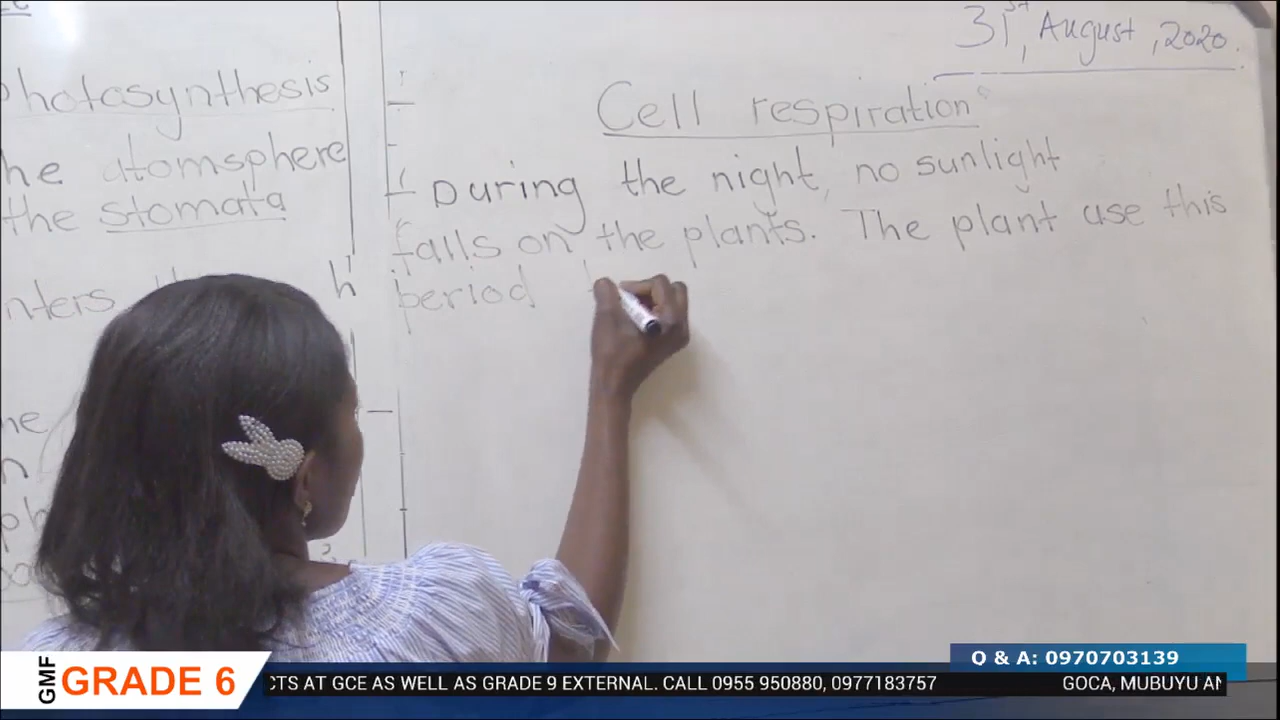 31st, August, 2020.
photosynthesis
he atomsphere
the stomata
nters
h
Cell respiration
During the night, no sunlight
falls on the plants. The plant use this
period
Q & A: 0970703139
GMF GRADE 6
CTS AT GCE AS WELL AS GRADE 9 EXTERNAL. CALL 0955 950880, 0977183757
GOCA, MUBUYU